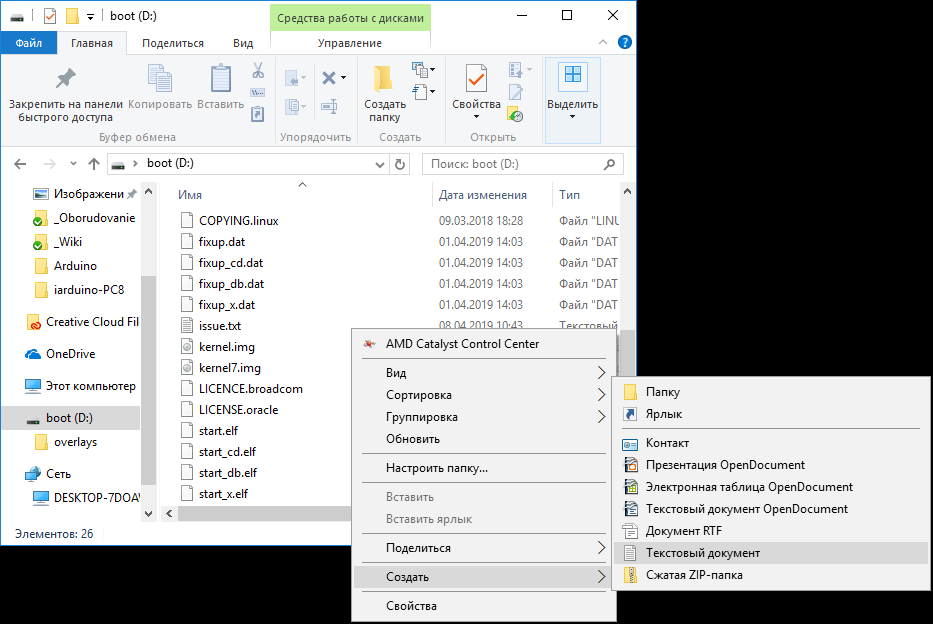 boot (D:)
Средства работы с дисками
Файл
Главная
Поделиться
Вид
Управление
Закрепить на панели
быстрого доступа
Копировать
Вставить
Создать
папку
Свойства
Выделить
Буфер обмена
Упорядочить
Создать
Открыть
boot (D:)
Поиск: boot (D:)
Изображени
_Oborudovanie
_Wiki
Arduino
iarduino-PC8
Creative Cloud Fil
OneDrive
Этот компьютер
boot (D:)
overlays
Сеть
DESKTOP-7DOA
Имя
Дата изменения
Тип
COPYING.linux
09.03.2018 18:28
Файл "LINU
fixup.dat
01.04.2019 14:03
Файл "DAT
fixup_cd.dat
01.04.2019 14:03
Файл "DAT
fixup_db.dat
01.04.2019 14:03
Файл "DAT
fixup_x.dat
01.04.2019 14:03
Файл "DAT
issue.txt
08.04.2019 10:43
Текстовый
kernel.img
kernel7.img
LICENCE.broadcom
LICENSE.oracle
start.elf
start_cd.elf
start_db.elf
start_x.elf
Элементов: 26
AMD Catalyst Control Center
Вид
Сортировка
Группировка
Обновить
Настроить папку...
Вставить
Вставить ярлык
Поделиться
Создать
Свойства
Папку
Ярлык
Контакт
Презентация OpenDocument
Электронная таблица OpenDocument
Текстовый документ OpenDocument
Документ RTF
Текстовый документ
Сжатая ZIP-папка